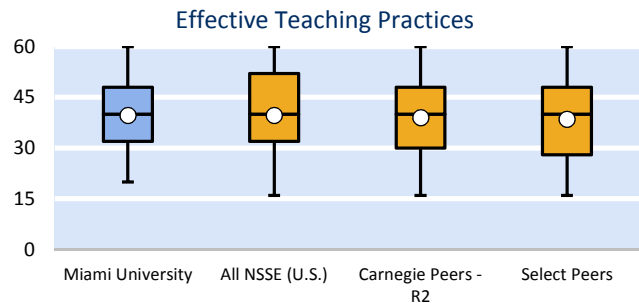 Effective Teaching Practices
60
45
30
15
0
Miami University
All NSSE (U.S.)
Carnegie Peers -
R2
Select Peers